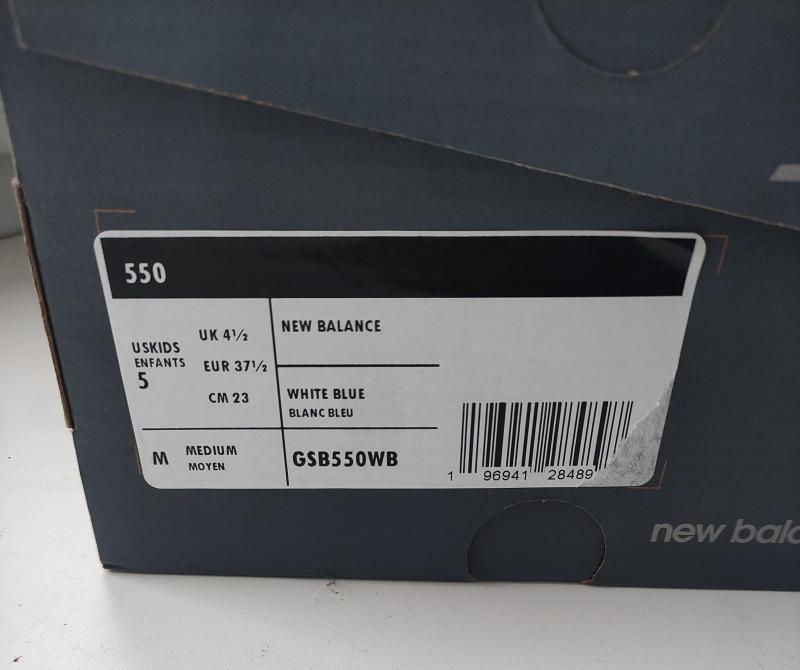 550
USKIDS
ENFANTS
5
UK 4½
EUR 37½
CM 23
NEW BALANCE
WHITE BLUE
BLANC BLEU
M
MEDIUM
MOYEN
GSB550WB
1 96941 28489
new bala